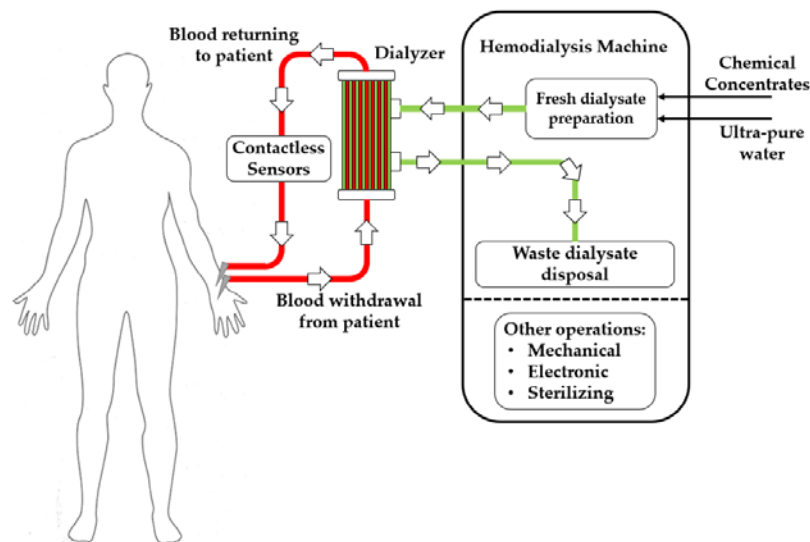 Blood returning
to patient
Dialyzer
Hemodialysis Machine
Chemical
Concentrates
Fresh dialysate
preparation
Ultra-pure
water
Contactless
Sensors
Waste dialysate
disposal
Blood withdrawal
from patient
Other operations:
• Mechanical
• Electronic
• Sterilizing